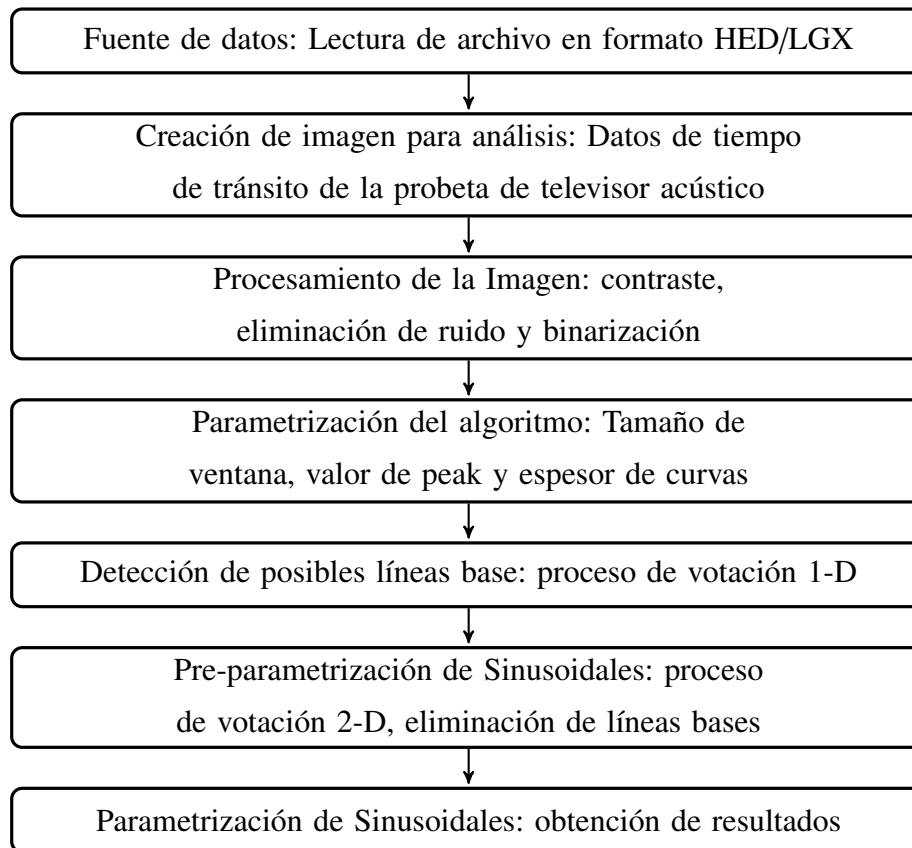 Fuente de datos: Lectura de archivo en formato HED/LGX
Creación de imagen para análisis: Datos de tiempo
de tránsito de la probeta de televisor acústico
Procesamiento de la Imagen: contraste,
eliminación de ruido y binarización
Parametrización del algoritmo: Tamaño de
ventana, valor de peak y espesor de curvas
Detección de posibles líneas base: proceso de votación 1-D
Pre-parametrización de Sinusoidales: proceso
de votación 2-D, eliminación de líneas bases
Parametrización de Sinusoidales: obtención de resultados